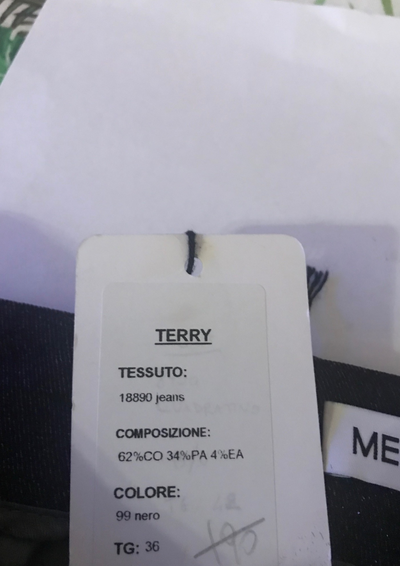 TERRY
TESSUTO:
18890 jeans
COMPOSIZIONE:
62%CO 34%PA 4%EA
COLORE:
99 nero
TG: 36
ME